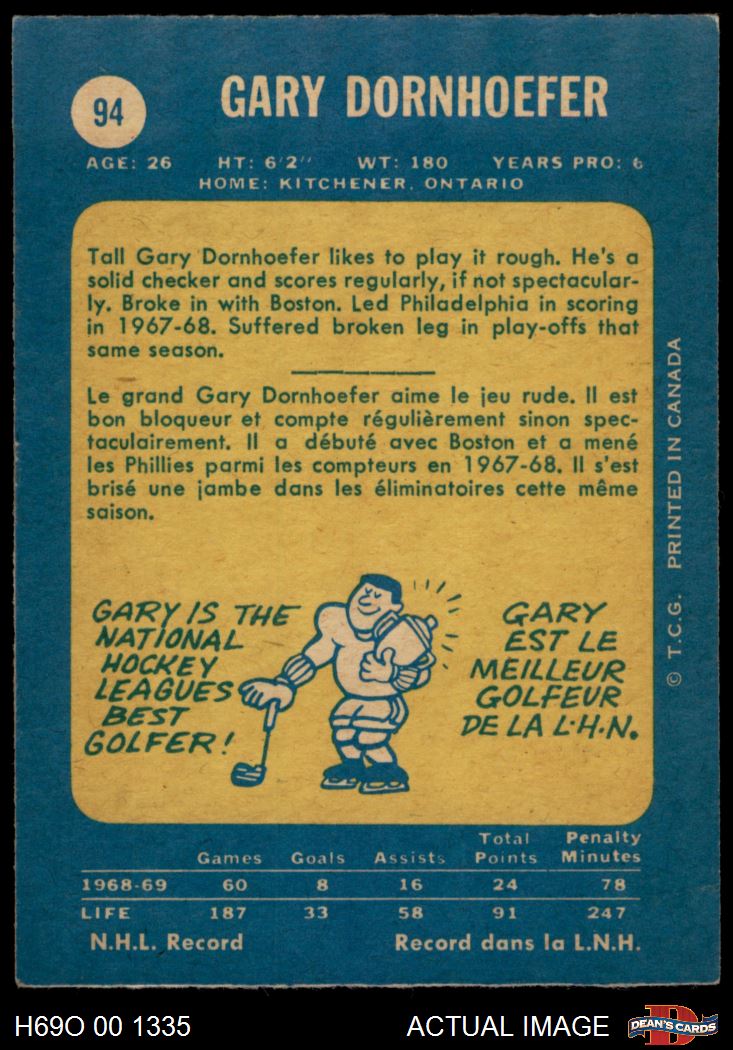 94
GARY DORNHOEFER
AGE: 26 HT: 6'2'' WT: 180 YEARS PRO: 6
HOME: KITCHENER, ONTARIO
Tall Gary Dornhoefer likes to play it rough. He's a
solid checker and scores regularly, if not spectacular-
ly. Broke in with Boston. Led Philadelphia in scoring
in 1967-68. Suffered broken leg in play-offs that
same season.
Le grand Gary Dornhoefer aime le jeu rude. Il est
bon bloqueur et compte régulièrement sinon spec-
taculairement. Il a débuté avec Boston et a mené
les Phillies parmi les compteurs en 1967-68. Il s'est
brisé une jambe dans les éliminatoires cette même
saison.
GARY IS THE
NATIONAL
HOCKEY
LEAGUES
BEST
GOLFER!
GARY
EST LE
MEILLEUR
GOLFEUR
DE LA L.H.N.
© T.C.G. PRINTED IN CANADA
Games Goals Assists Total Points Penalty Minutes
1968-69 60 8 16 24 78
LIFE 187 33 58 91 247
N.H.L. Record Record dans la L.N.H.
H69O 00 1335 ACTUAL IMAGE DEAN'S CARDS